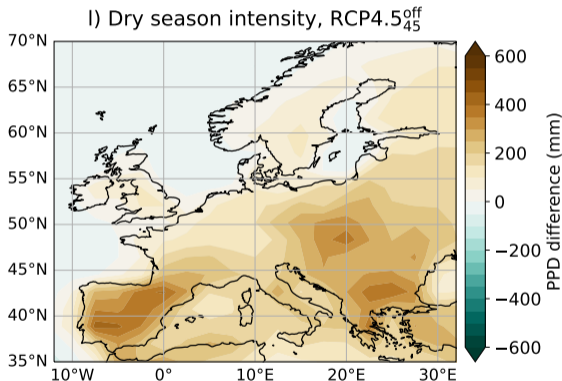 l) Dry season intensity, RCP4.5$^{off}_{45}$
70°N
65°N
60°N
55°N
50°N
45°N
40°N
35°N
10°W
0°
10°E
20°E
30°E
600
400
200
0
−200
−400
−600
PPD difference (mm)